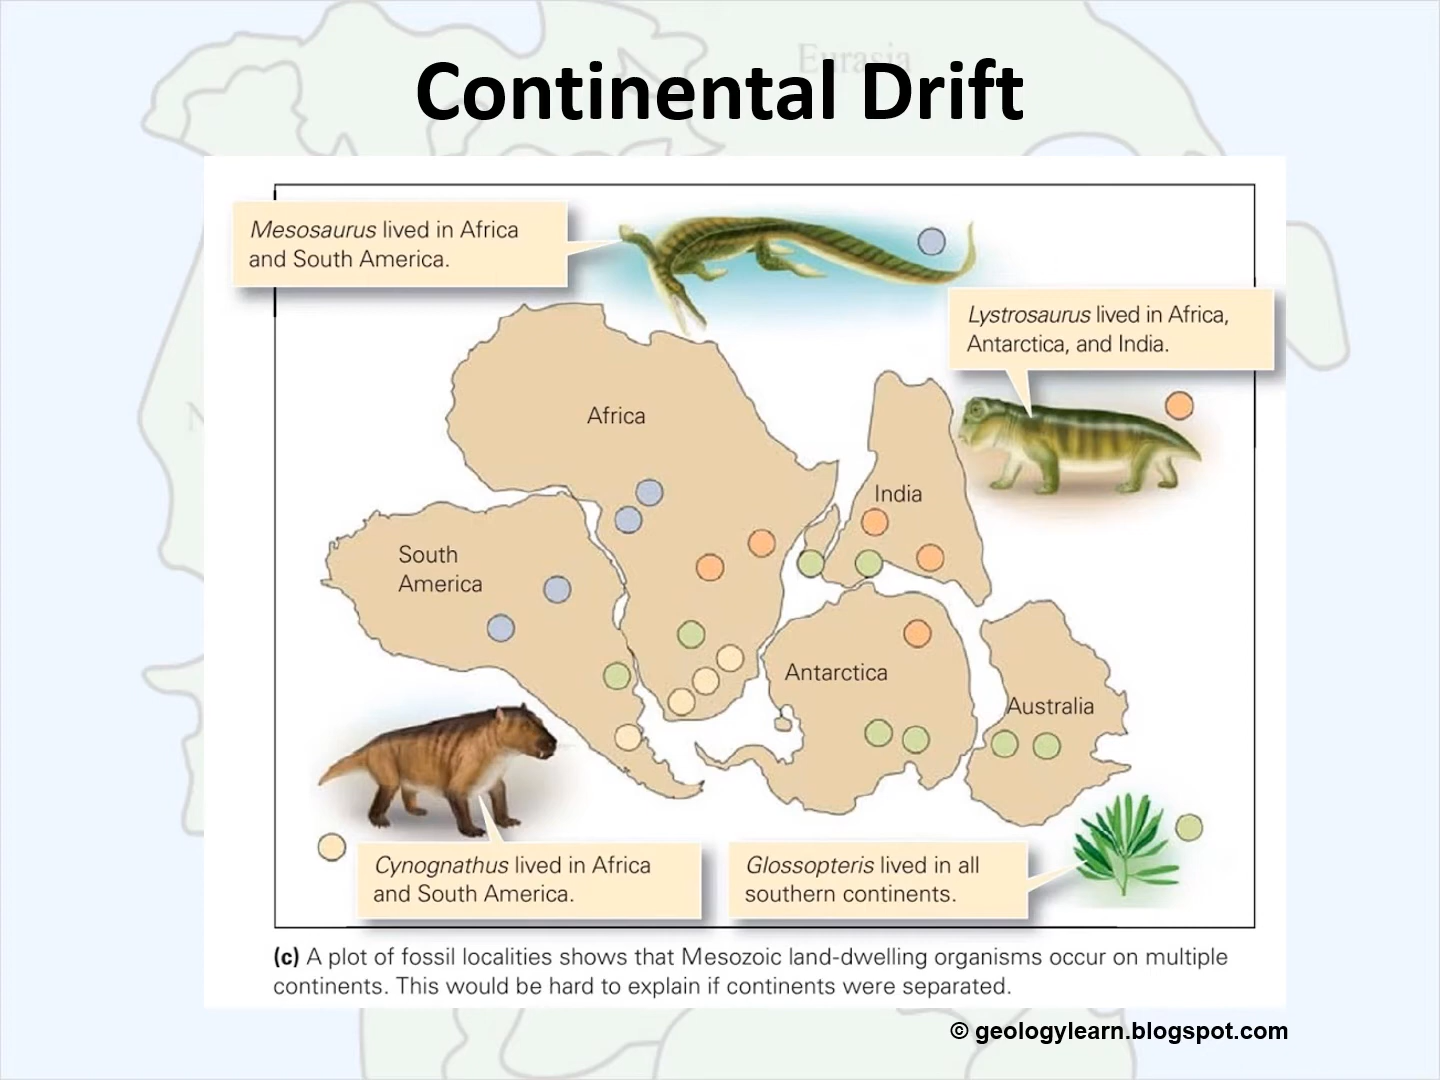 Eurasia
Continental Drift
Mesosaurus lived in Africa
and South America.
Lystrosaurus lived in Africa,
Antarctica, and India.
Africa
India
South
America
Antarctica
Australia
Cynognathus lived in Africa
and South America.
Glossopteris lived in all
southern continents.
(c) A plot of fossil localities shows that Mesozoic land-dwelling organisms occur on multiple
continents. This would be hard to explain if continents were separated.
© geologylearn.blogspot.com